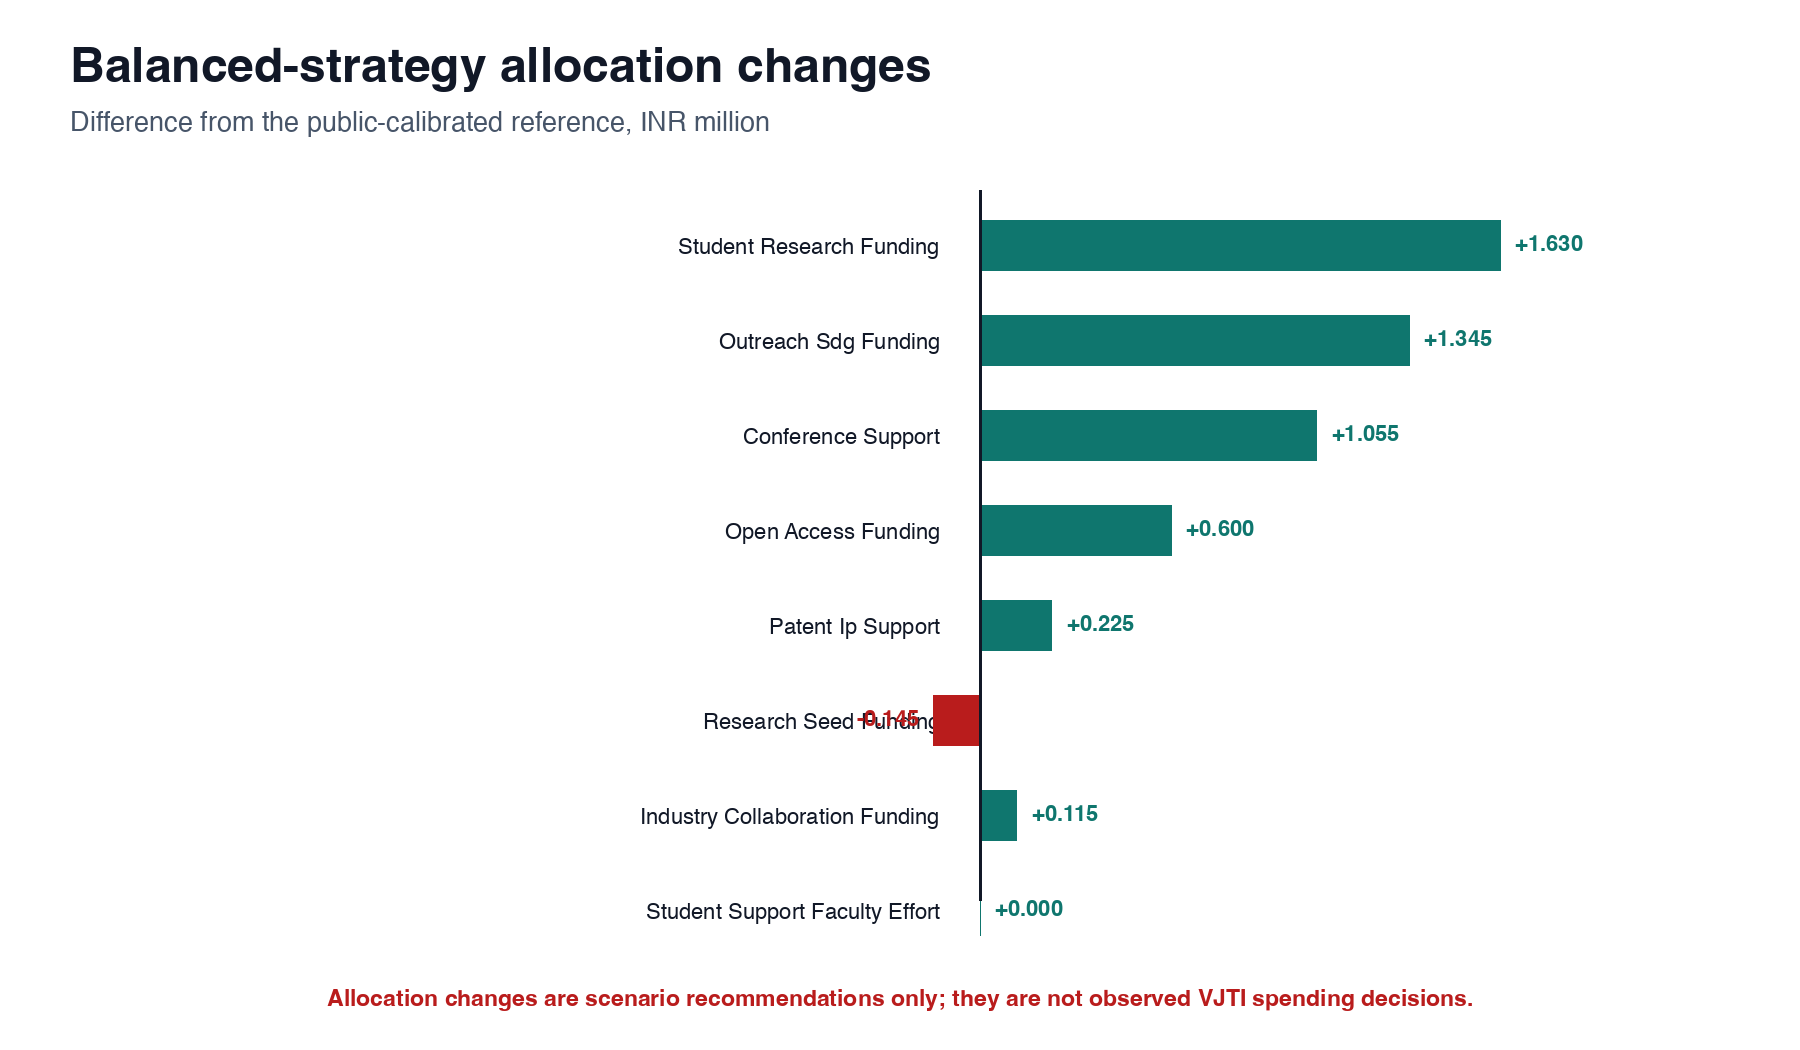 Balanced-strategy allocation changes
Difference from the public-calibrated reference, INR million
Student Research Funding +1.630
Outreach Sdg Funding +1.345
Conference Support +1.055
Open Access Funding +0.600
Patent Ip Support +0.225
Research Seed Funding -0.145
Industry Collaboration Funding +0.115
Student Support Faculty Effort +0.000
Allocation changes are scenario recommendations only; they are not observed VJTI spending decisions.